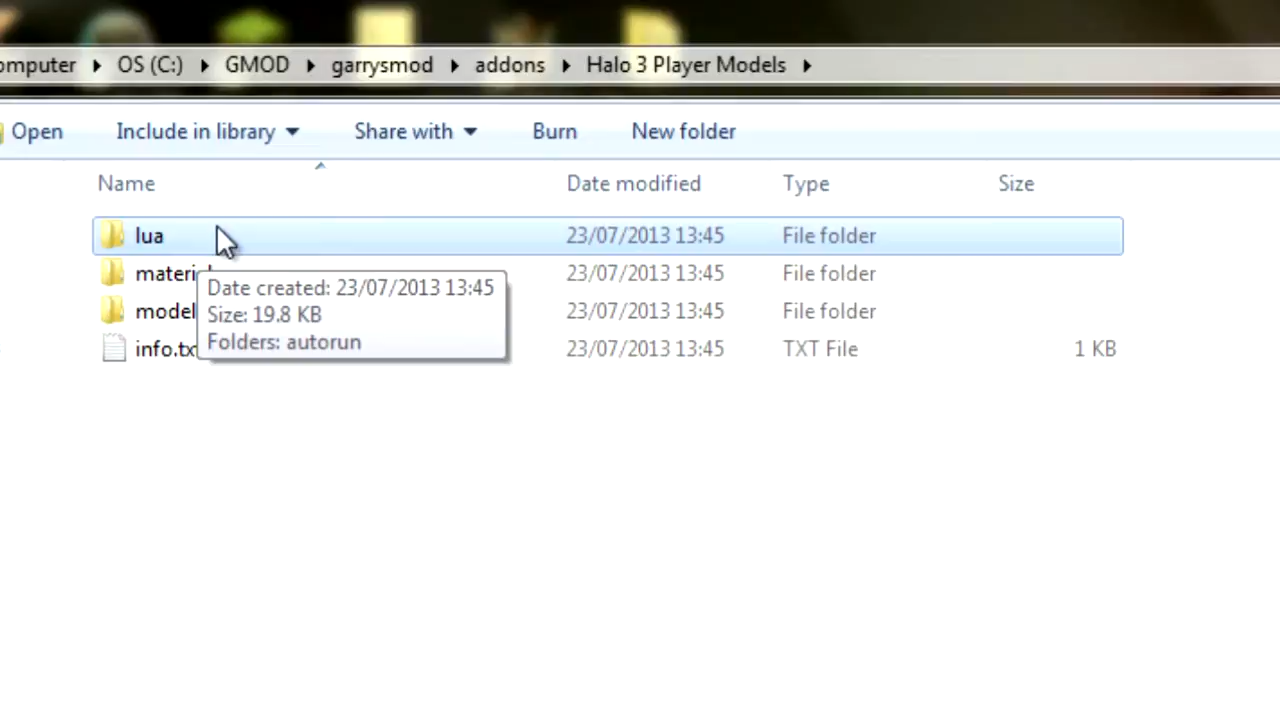 OS (C:) GMOD garrysmod addons Halo 3 Player Models
Open Include in library Share with Burn New folder
Name Date modified Type Size
lua 23/07/2013 13:45 File folder
23/07/2013 13:45 File folder
23/07/2013 13:45 File folder
23/07/2013 13:45 TXT File 1 KB
Date created: 23/07/2013 13:45
Size: 19.8 KB
Folders: autorun